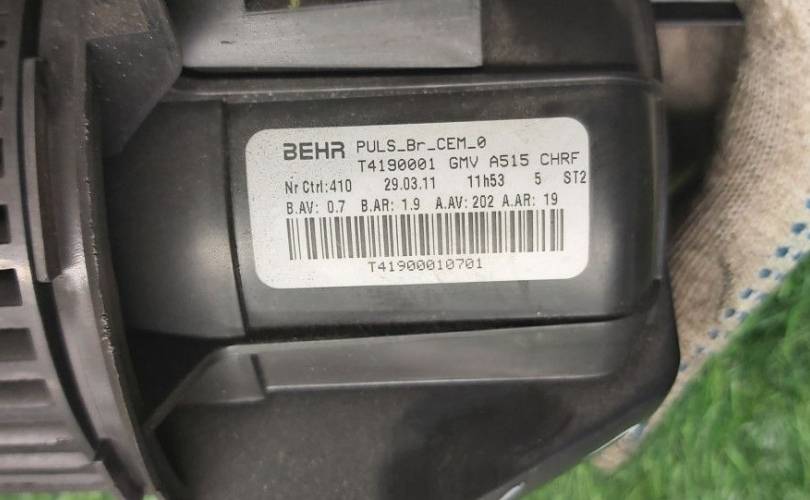 BEHR PULS_Br_CEM_0
T4190001 GMV A515 CHRF
Nr Ctrl:410 29.03.11 11h53 5 ST2
B.AV: 0.7 B.AR: 1.9 A.AV: 202 A.AR: 19
T41900010701